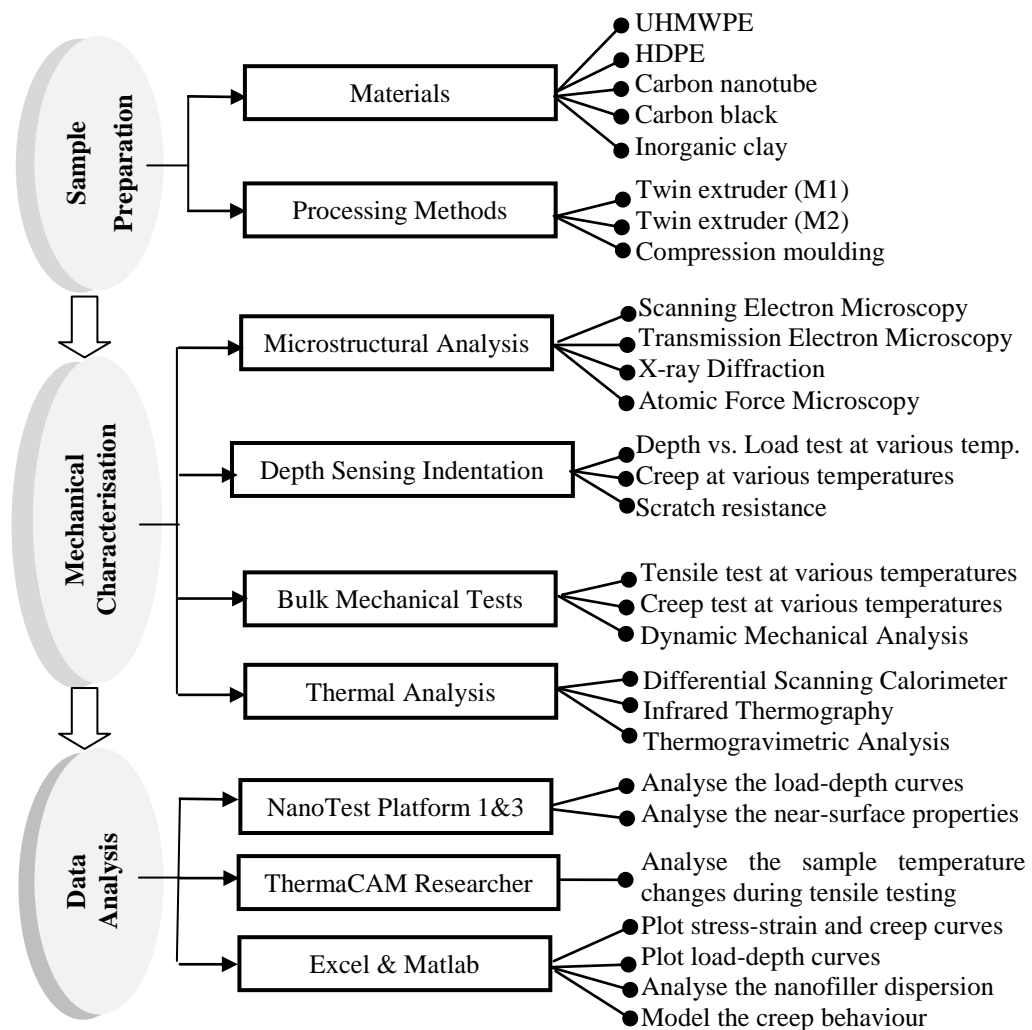 Sample
Preparation
Materials
UHMWPE
HDPE
Carbon nanotube
Carbon black
Inorganic clay
Processing Methods
Twin extruder (M1)
Twin extruder (M2)
Compression moulding
Mechanical
Characterisation
Microstructural Analysis
Scanning Electron Microscopy
Transmission Electron Microscopy
X-ray Diffraction
Atomic Force Microscopy
Depth Sensing Indentation
Depth vs. Load test at various temp.
Creep at various temperatures
Scratch resistance
Bulk Mechanical Tests
Tensile test at various temperatures
Creep test at various temperatures
Dynamic Mechanical Analysis
Thermal Analysis
Differential Scanning Calorimeter
Infrared Thermography
Thermogravimetric Analysis
Data
Analysis
NanoTest Platform 1&3
Analyse the load-depth curves
Analyse the near-surface properties
ThermaCAM Researcher
Analyse the sample temperature
changes during tensile testing
Excel & Matlab
Plot stress-strain and creep curves
Plot load-depth curves
Analyse the nanofiller dispersion
Model the creep behaviour